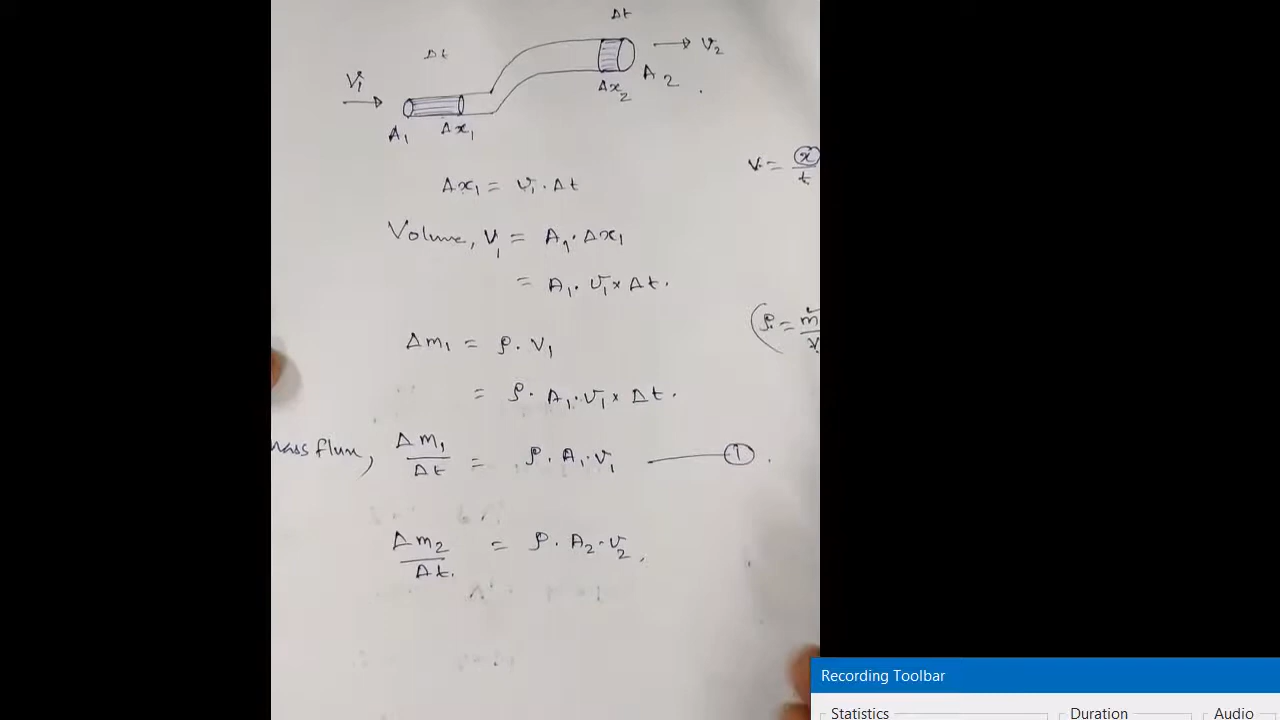 Δt
Δt
V₁
→ V₂
A₁
Δx₁
Δx₂
A₂
Δx₁ = v₁ . Δt
v = x/t
Volume, V₁ = A₁ . Δx₁
= A₁ . v₁ × Δt .
Δm₁ = ρ . V₁
(ρ = m/v
= ρ . A₁ . v₁ × Δt .
mass flux, Δm₁/Δt = ρ . A₁ . v₁ —— ①
Δm₂/Δt = ρ . A₂ . v₂
Recording Toolbar
Statistics
Duration
Audio